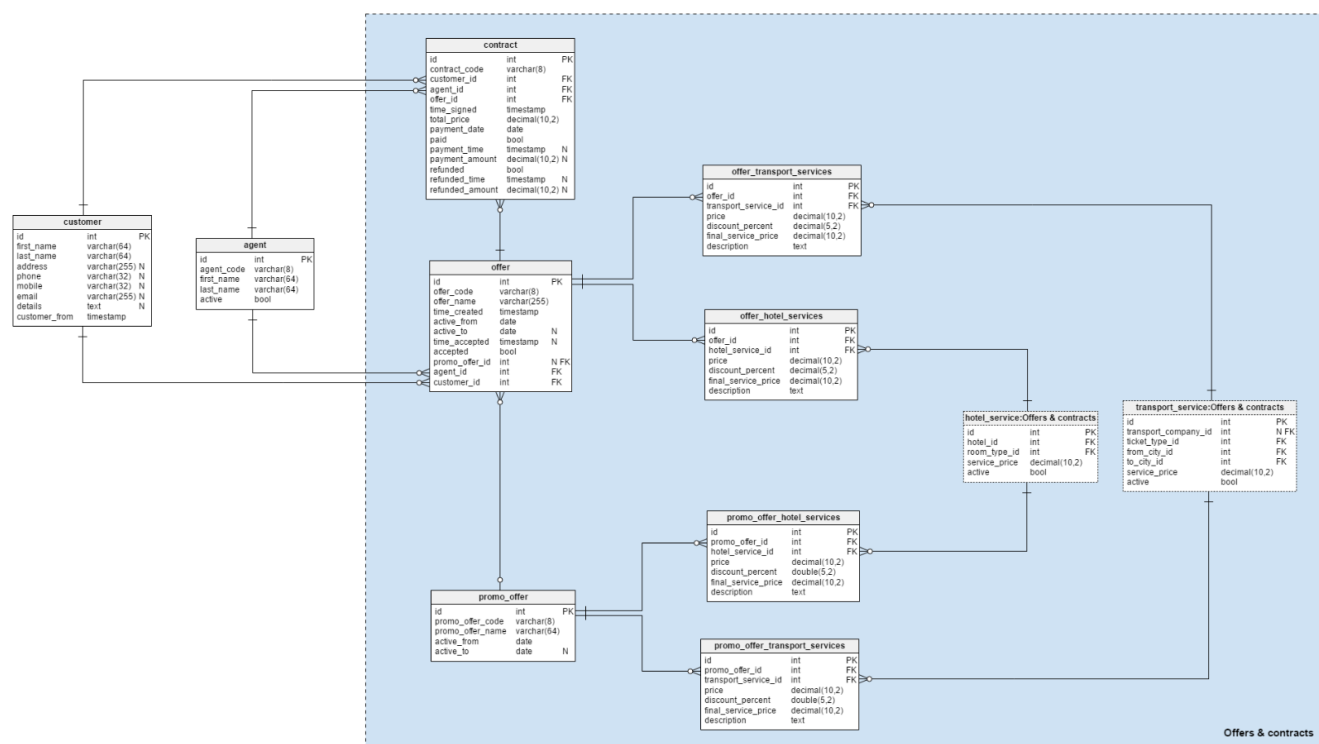 contract
id int PK
contract_code varchar(8)
customer_id int FK
agent_id int FK
offer_id int FK
time_signed timestamp
total_price decimal(10,2)
payment_date date
paid bool
payment_time timestamp N
payment_amount decimal(10,2) N
refunded bool
refunded_time timestamp N
refunded_amount decimal(10,2) N
customer
id int PK
first_name varchar(64)
last_name varchar(64)
address varchar(255) N
phone varchar(32) N
mobile varchar(32) N
email varchar(255) N
details text N
customer_from timestamp
agent
id int PK
agent_code varchar(8)
first_name varchar(64)
last_name varchar(64)
active bool
offer
id int PK
offer_code varchar(8)
offer_name varchar(255)
time_created timestamp
active_from date
active_to date N
time_accepted timestamp N
accepted bool
promo_offer_id int N FK
agent_id int FK
customer_id int FK
offer_transport_services
id int PK
offer_id int FK
transport_service_id int FK
price decimal(10,2)
discount_percent decimal(5,2)
final_service_price decimal(10,2)
description text
offer_hotel_services
id int PK
offer_id int FK
hotel_service_id int FK
price decimal(10,2)
discount_percent decimal(5,2)
final_service_price decimal(10,2)
description text
hotel_service:Offers & contracts
id int PK
hotel_id int FK
room_type_id int FK
service_price decimal(10,2)
active bool
transport_service:Offers & contracts
id int PK
transport_company_id int N FK
ticket_type_id int FK
from_city_id int FK
to_city_id int FK
service_price decimal(10,2)
active bool
promo_offer_hotel_services
id int PK
promo_offer_id int FK
hotel_service_id int FK
price decimal(10,2)
discount_percent double(5,2)
final_service_price decimal(10,2)
description text
promo_offer
id int PK
promo_offer_code varchar(8)
promo_offer_name varchar(64)
active_from date
active_to date N
promo_offer_transport_services
id int PK
promo_offer_id int FK
transport_service_id int FK
price decimal(10,2)
discount_percent double(5,2)
final_service_price decimal(10,2)
description text
Offers & contracts